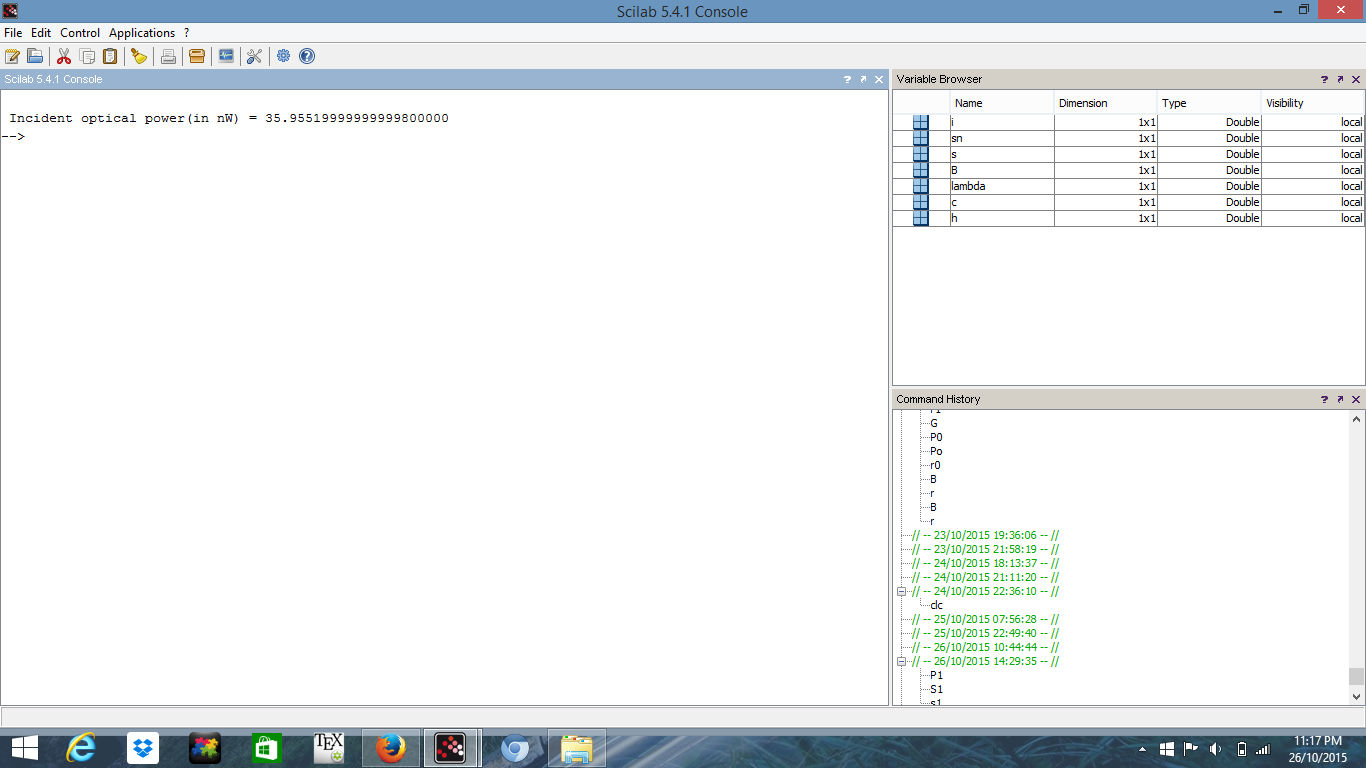 Scilab 5.4.1 Console
File Edit Control Applications ?
Scilab 5.4.1 Console
Incident optical power(in nW) = 35.95519999999999800000
-->
Variable Browser
Name Dimension Type Visibility
i 1x1 Double local
sn 1x1 Double local
s 1x1 Double local
B 1x1 Double local
lambda 1x1 Double local
c 1x1 Double local
h 1x1 Double local
Command History
G
P0
Po
r0
B
r
B
r
// -- 23/10/2015 19:36:06 -- //
// -- 23/10/2015 21:58:19 -- //
// -- 24/10/2015 18:13:37 -- //
// -- 24/10/2015 21:11:20 -- //
// -- 24/10/2015 22:36:10 -- //
clc
// -- 25/10/2015 07:56:28 -- //
// -- 25/10/2015 22:49:40 -- //
// -- 26/10/2015 10:44:44 -- //
// -- 26/10/2015 14:29:35 -- //
P1
S1
s1
TEX
11:17 PM
26/10/2015